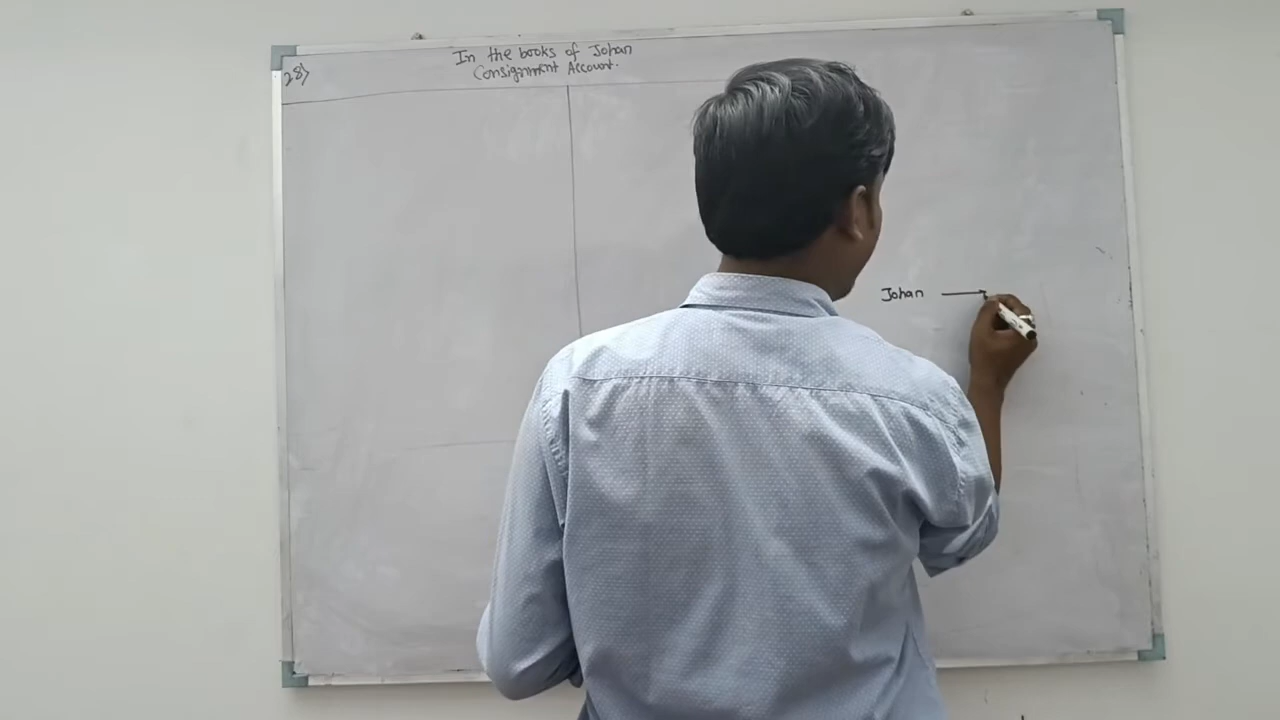 28)
In the books of Johan
Consignment Account.
Johan →